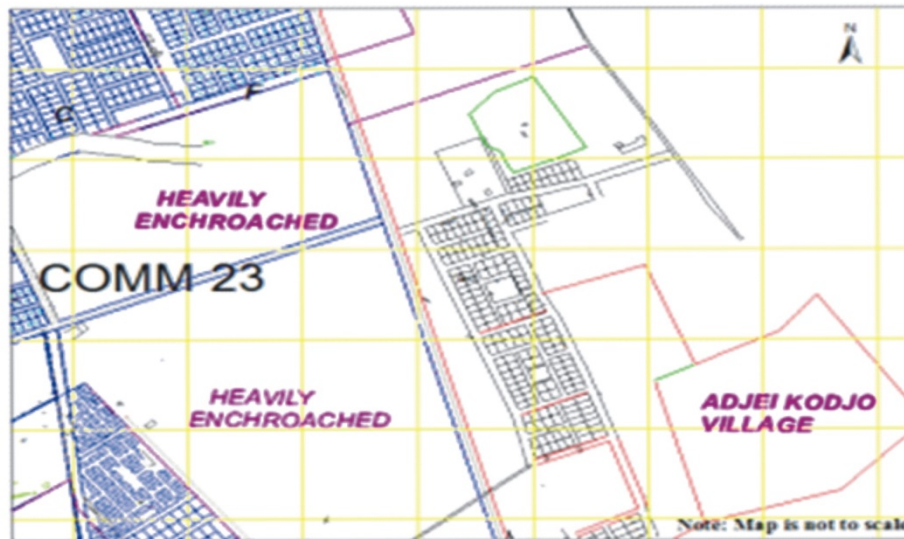 N
C
F
HEAVILY
ENCHROACHED
COMM 23
HEAVILY
ENCHROACHED
ADJEI KODJO
VILLAGE
Note: Map is not to scale